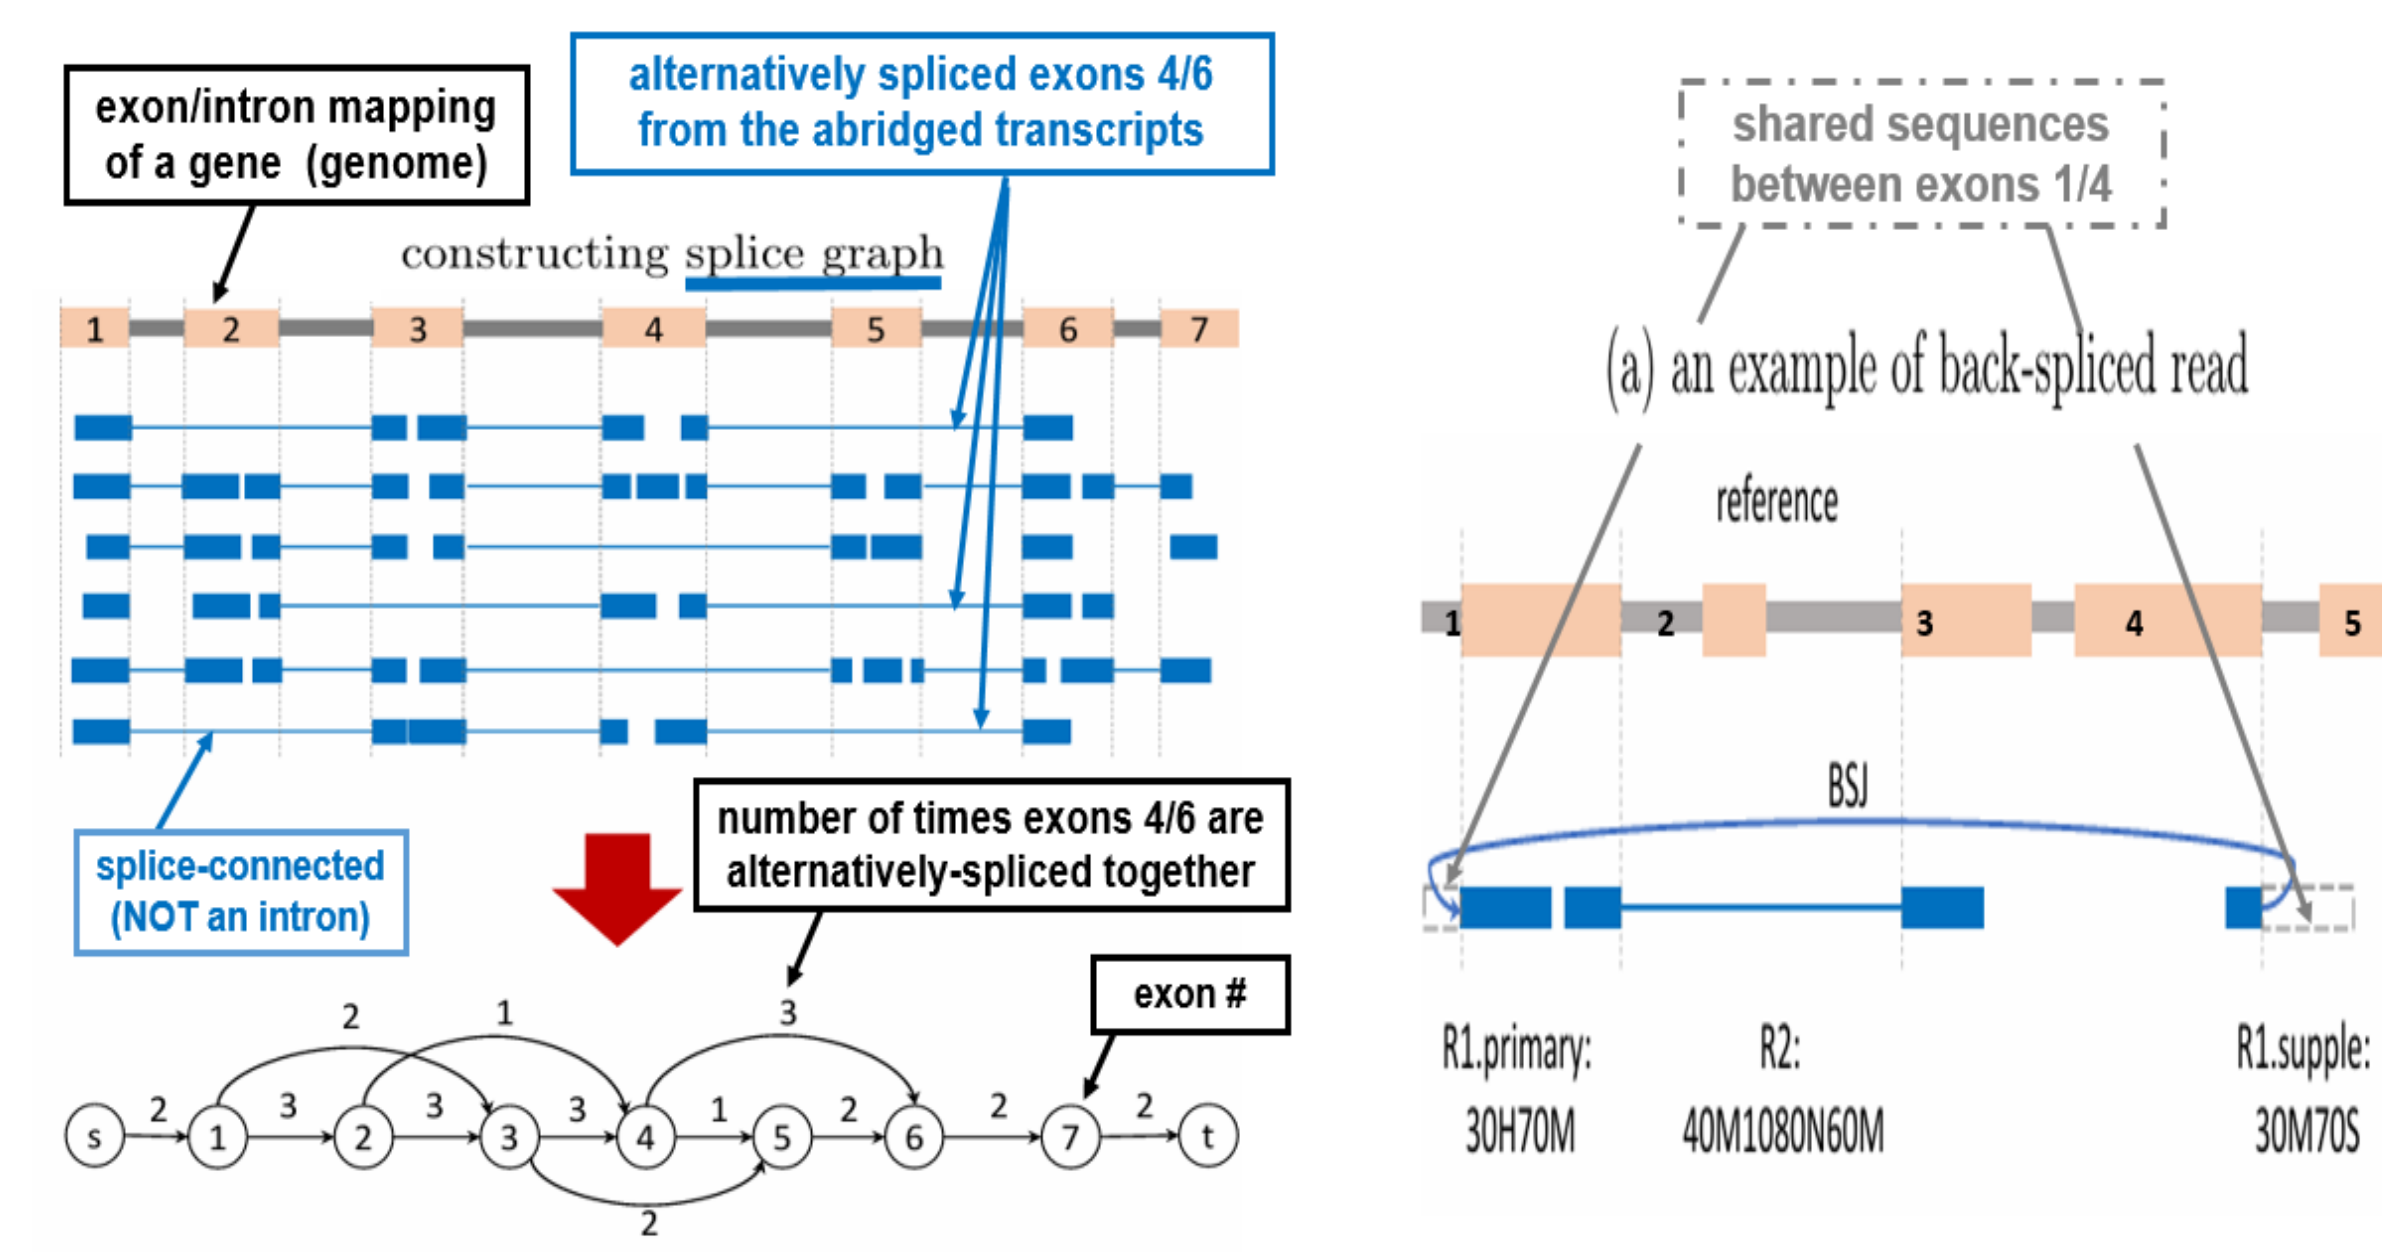 exon/intron mapping
of a gene (genome)
alternatively spliced exons 4/6
from the abridged transcripts
constructing splice graph
1 2 3 4 5 6 7
splice-connected
(NOT an intron)
number of times exons 4/6 are
alternatively-spliced together
exon #
2 1 3
2 3 3 3 1 2 2 2
s 1 2 3 4 5 6 7 t
2
shared sequences
between exons 1/4
(a) an example of back-spliced read
reference
1 2 3 4 5
BSJ
R1.primary: R2: R1.supple:
30H70M 40M1080N60M 30M70S